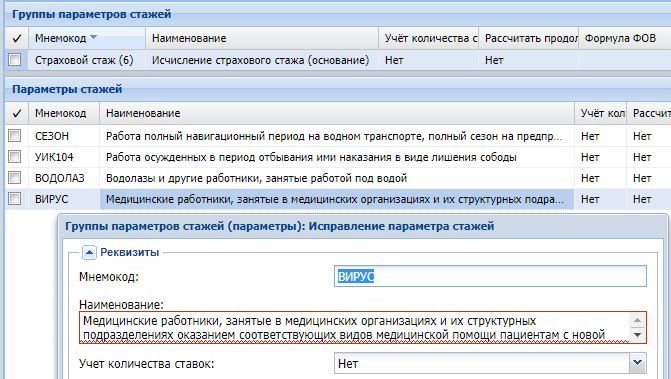 Группы параметров стажей
Мнемокод Наименование Учёт количества с Рассчитать продол Формула ФОВ
Страховой стаж (6) Исчисление страхового стажа (основание) Нет Нет
Параметры стажей
Мнемокод Наименование Учёт кол Рассчит
СЕЗОН Работа полный навигационный период на водном транспорте, полный сезон на предпр... Нет Нет
УИК104 Работа осужденных в период отбывания ими наказания в виде лишения сободы Нет Нет
ВОДОЛАЗ Водолазы и другие работники, занятые работой под водой Нет Нет
ВИРУС Медицинские работники, занятые в медицинских организациях и их структурных подра... Нет Нет
Группы параметров стажей (параметры): Исправление параметра стажей
Реквизиты
Мнемокод: ВИРУС
Наименование:
Медицинские работники, занятые в медицинских организациях и их структурных
подразделениях оказанием соответствующих видов медицинской помощи пациентам с новой
Учет количества ставок: Нет